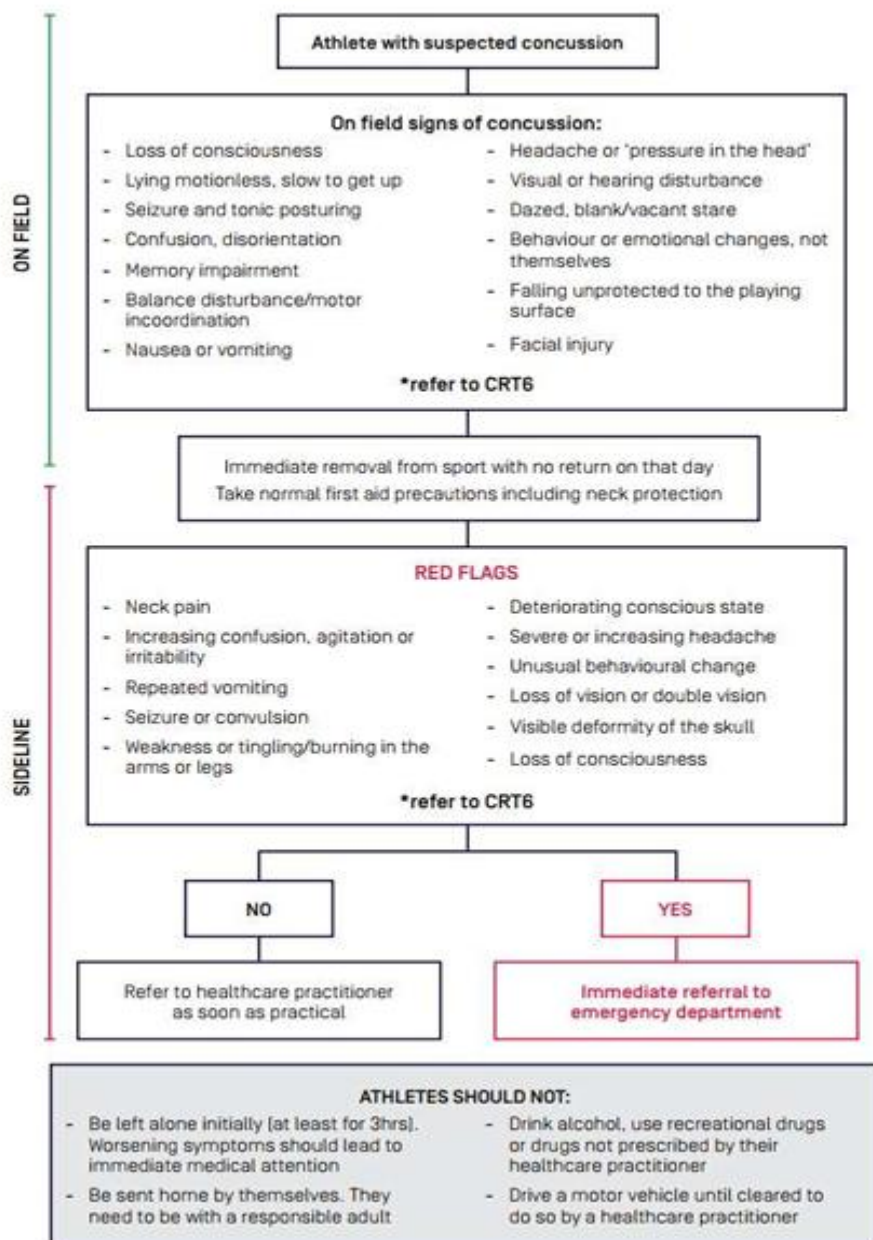 Athlete with suspected concussion
ON FIELD
On field signs of concussion:
- Loss of consciousness
- Lying motionless, slow to get up
- Seizure and tonic posturing
- Confusion, disorientation
- Memory impairment
- Balance disturbance/motor
incoordination
- Nausea or vomiting
- Headache or 'pressure in the head'
- Visual or hearing disturbance
- Dazed, blank/vacant stare
- Behaviour or emotional changes, not
themselves
- Falling unprotected to the playing
surface
- Facial injury
*refer to CRT6
Immediate removal from sport with no return on that day
Take normal first aid precautions including neck protection
SIDELINE
RED FLAGS
- Neck pain
- Increasing confusion, agitation or
irritability
- Repeated vomiting
- Seizure or convulsion
- Weakness or tingling/burning in the
arms or legs
- Deteriorating conscious state
- Severe or increasing headache
- Unusual behavioural change
- Loss of vision or double vision
- Visible deformity of the skull
- Loss of consciousness
*refer to CRT6
NO
YES
Refer to healthcare practitioner
as soon as practical
Immediate referral to
emergency department
ATHLETES SHOULD NOT:
- Be left alone initially (at least for 3hrs).
Worsening symptoms should lead to
immediate medical attention
- Be sent home by themselves. They
need to be with a responsible adult
- Drink alcohol, use recreational drugs
or drugs not prescribed by their
healthcare practitioner
- Drive a motor vehicle until cleared to
do so by a healthcare practitioner